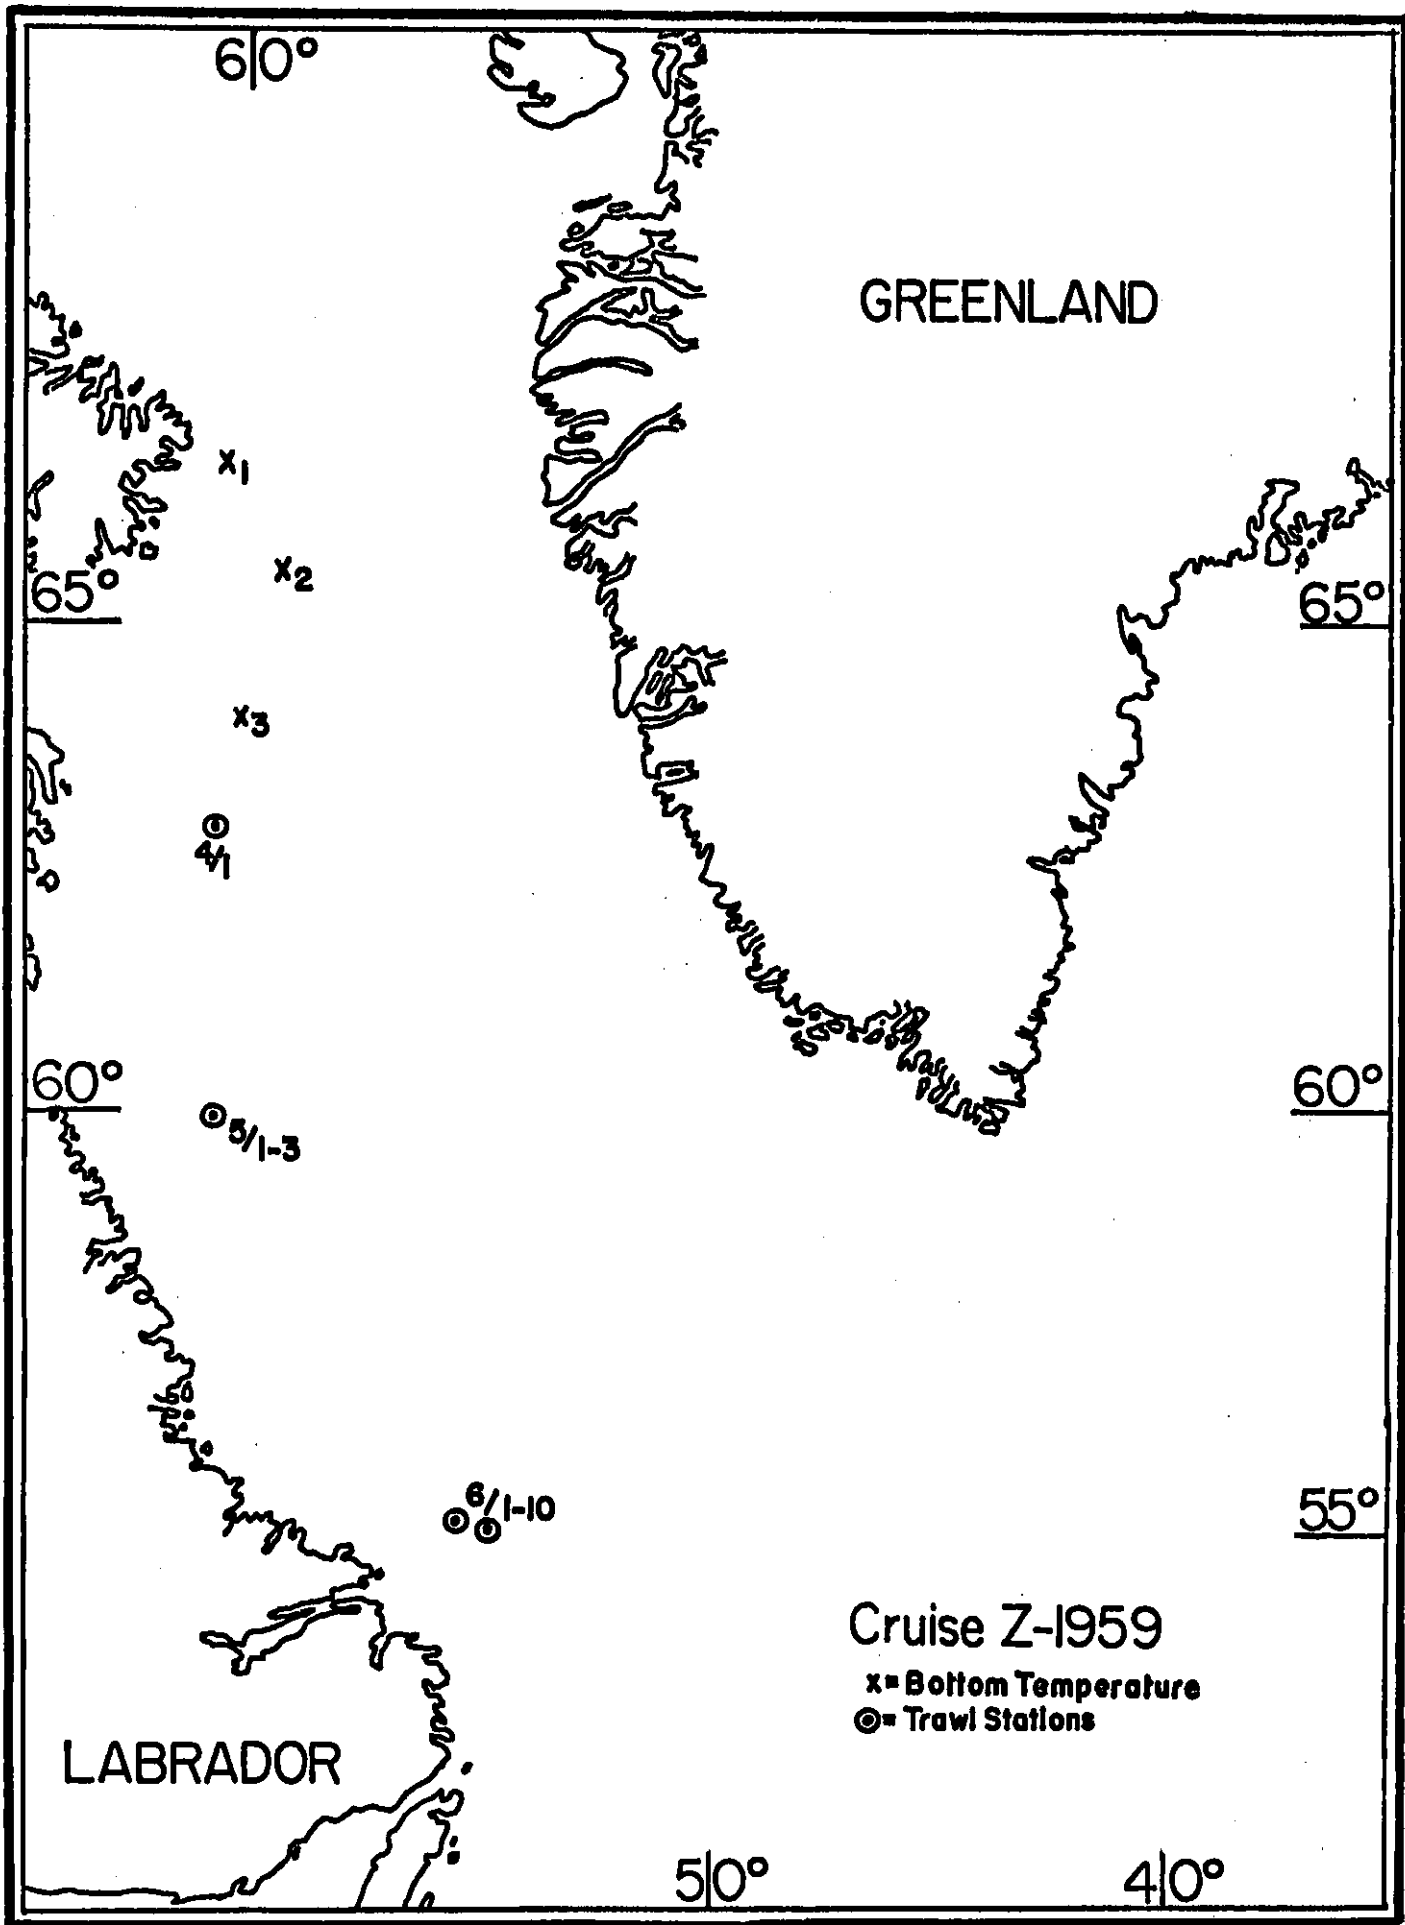 60°
GREENLAND
x1
x2
65°
65°
x3
4/1
60°
60°
5/1-3
6/1-10
55°
Cruise Z-1959
x= Bottom Temperature
⊙= Trawl Stations
LABRADOR
50°
40°